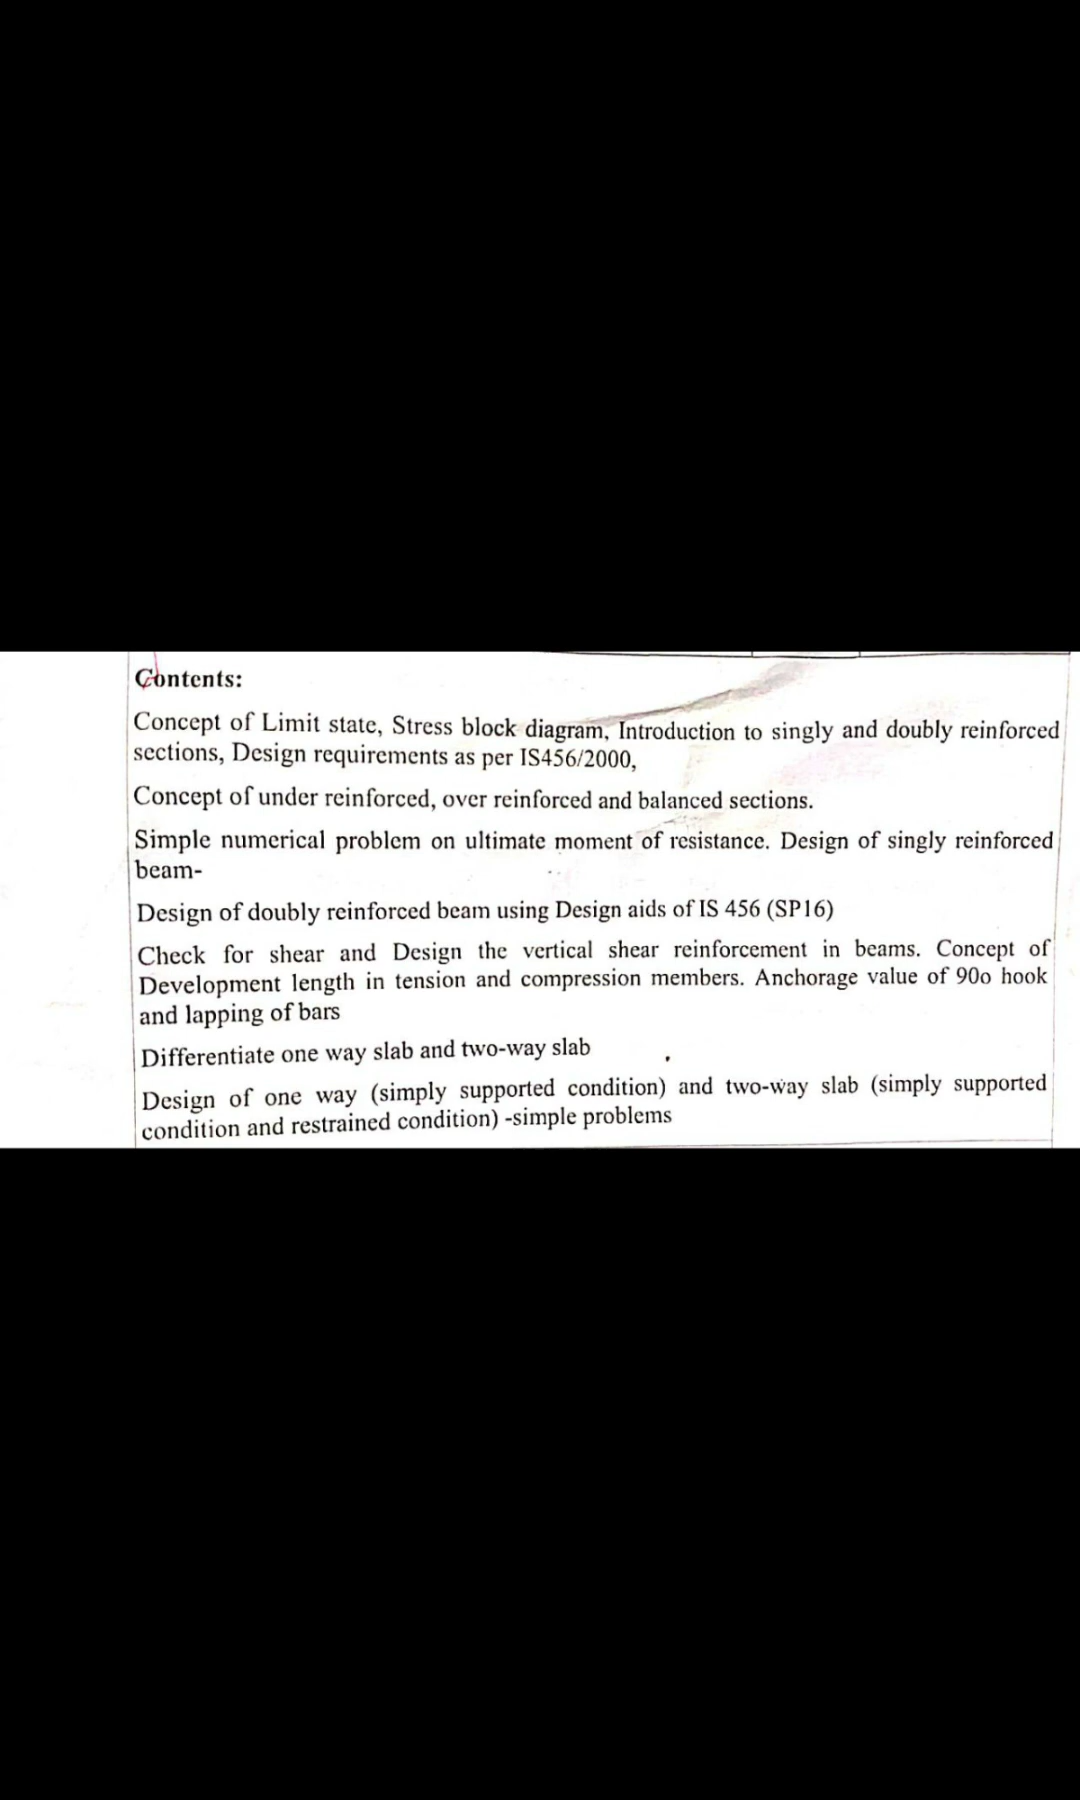 Contents:
Concept of Limit state, Stress block diagram, Introduction to singly and doubly reinforced
sections, Design requirements as per IS456/2000,
Concept of under reinforced, over reinforced and balanced sections.
Simple numerical problem on ultimate moment of resistance. Design of singly reinforced
beam-
Design of doubly reinforced beam using Design aids of IS 456 (SP16)
Check for shear and Design the vertical shear reinforcement in beams. Concept of
Development length in tension and compression members. Anchorage value of 90o hook
and lapping of bars
Differentiate one way slab and two-way slab
Design of one way (simply supported condition) and two-way slab (simply supported
condition and restrained condition) -simple problems